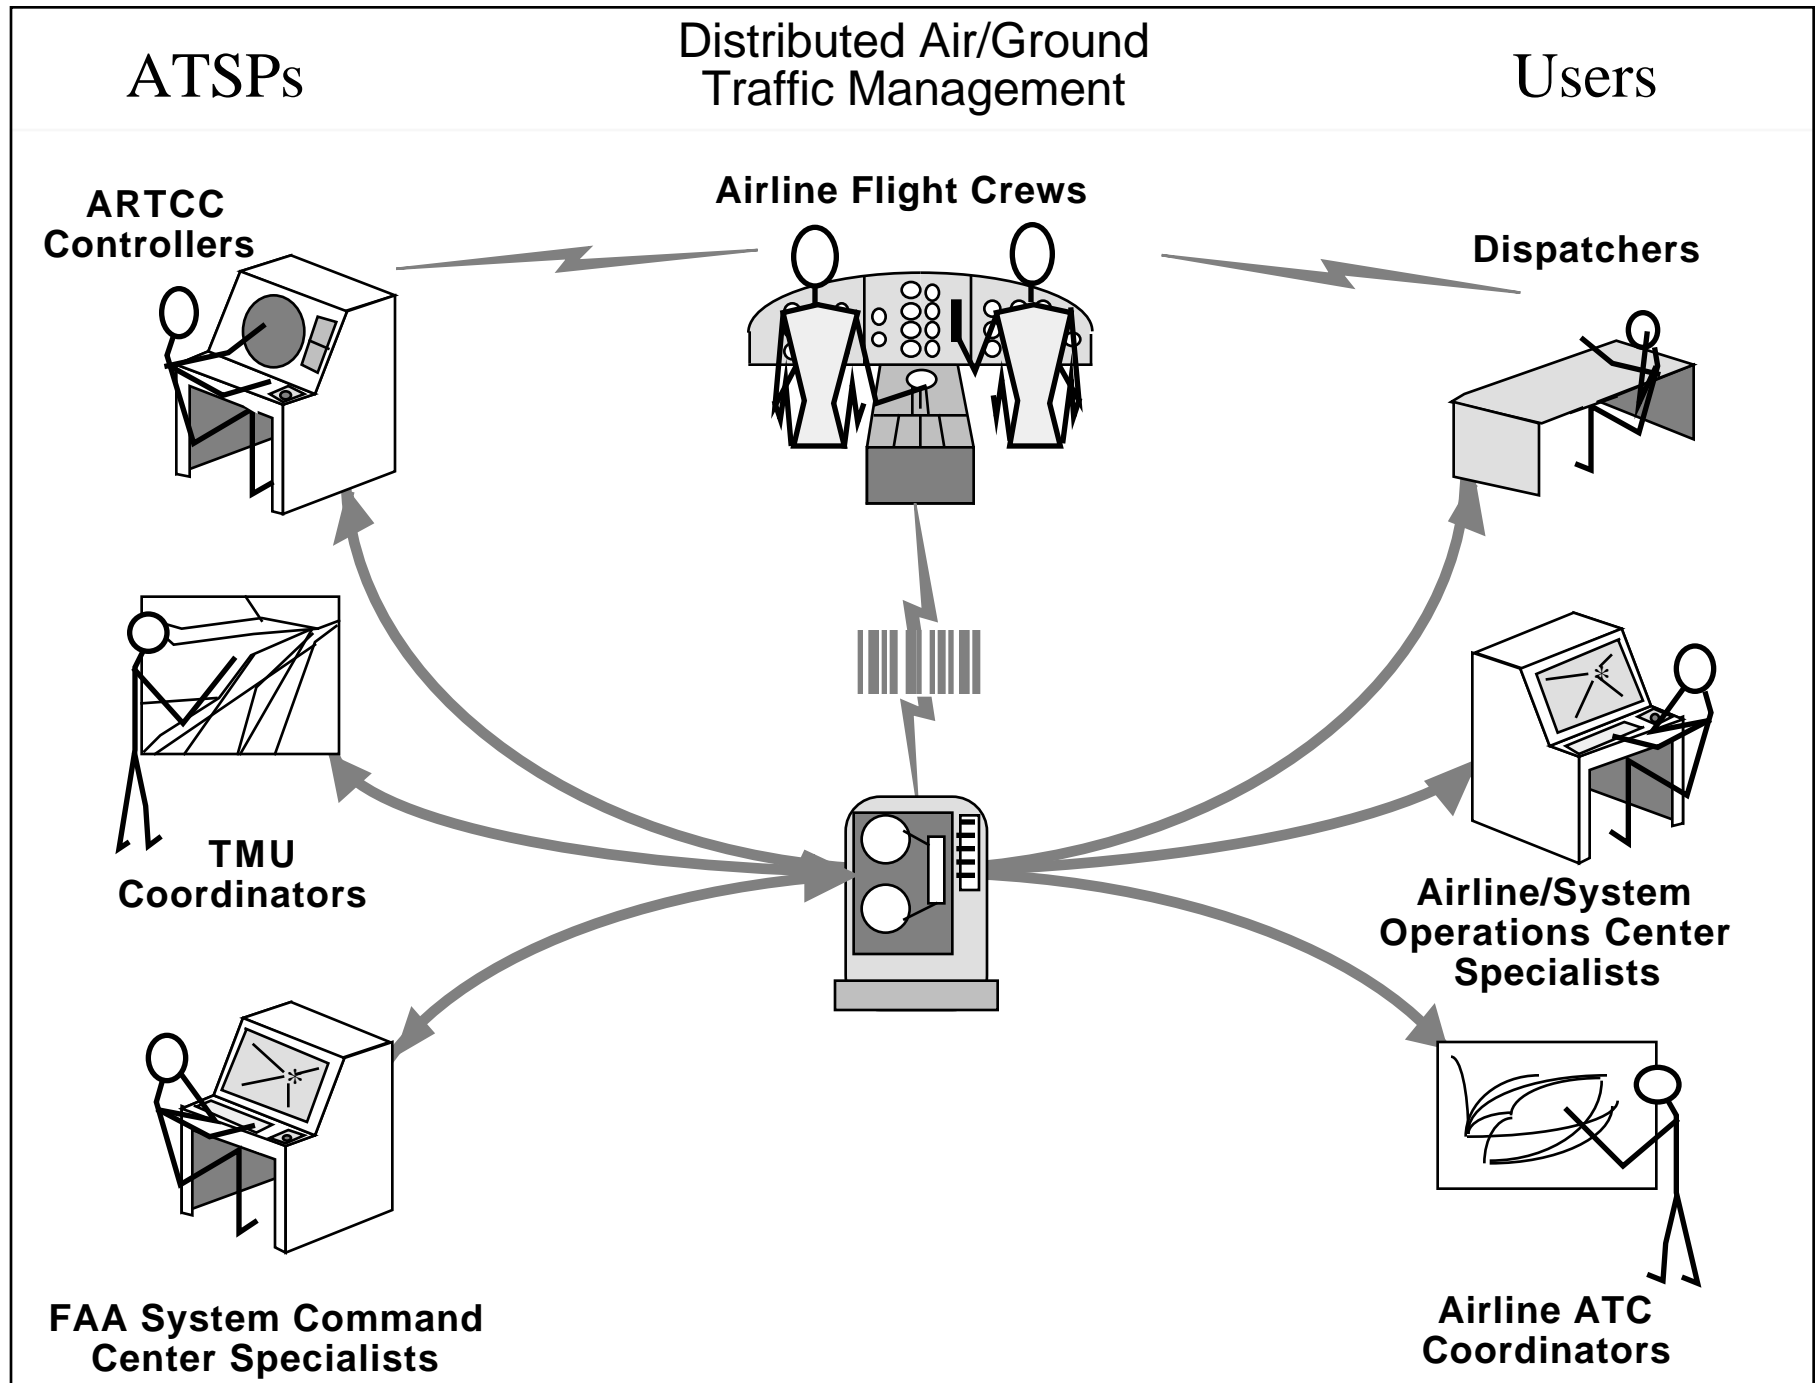 ATSPs
Distributed Air/Ground
Traffic Management
Users
ARTCC
Controllers
Airline Flight Crews
Dispatchers
TMU
Coordinators
Airline/System
Operations Center
Specialists
FAA System Command
Center Specialists
Airline ATC
Coordinators